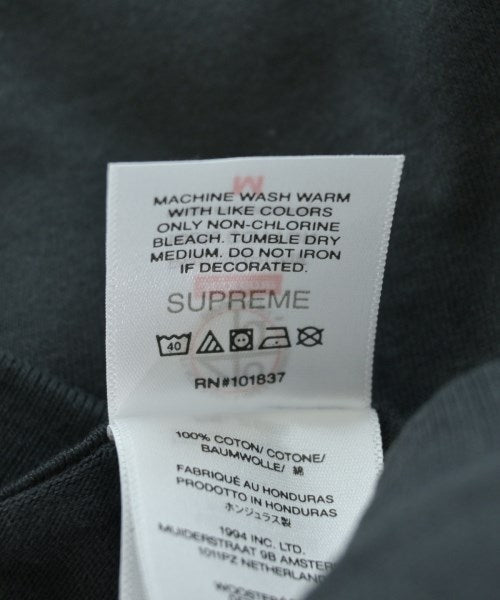 MACHINE WASH WARM
WITH LIKE COLORS
ONLY NON-CHLORINE
BLEACH. TUMBLE DRY
MEDIUM. DO NOT IRON
IF DECORATED.
SUPREME
40
RN#101837
100% COTTON/ COTONE/
BAUMWOLLE/ 綿
FABRIQUÉ AU HONDURAS
PRODOTTO IN HONDURAS
ホンジュラス製
1994 INC. LTD.
MUIDERSTRAAT 9B AMSTER
1011PZ NETHERLAN